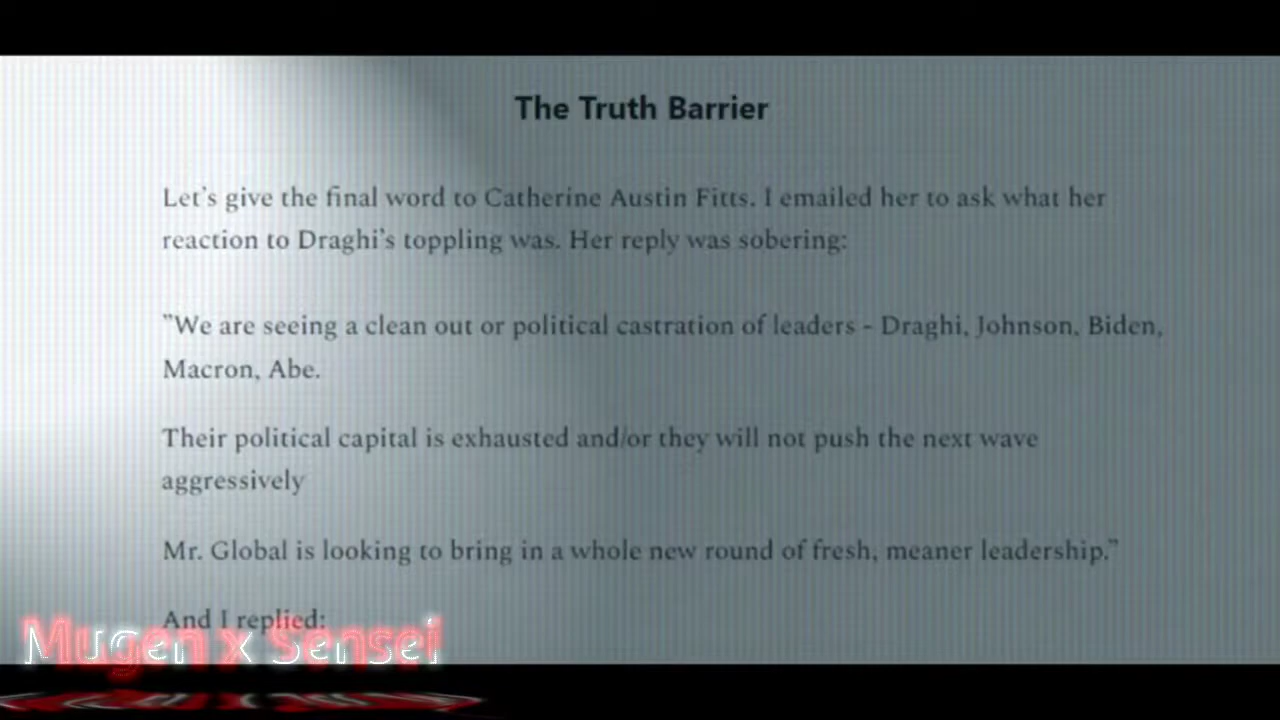 The Truth Barrier
Let's give the final word to Catherine Austin Fitts. I emailed her to ask what her
reaction to Draghi's toppling was. Her reply was sobering:
"We are seeing a clean out or political castration of leaders - Draghi, Johnson, Biden,
Macron, Abe.
Their political capital is exhausted and/or they will not push the next wave
aggressively
Mr. Global is looking to bring in a whole new round of fresh, meaner leadership."
And I replied:
Mugen x Sensei